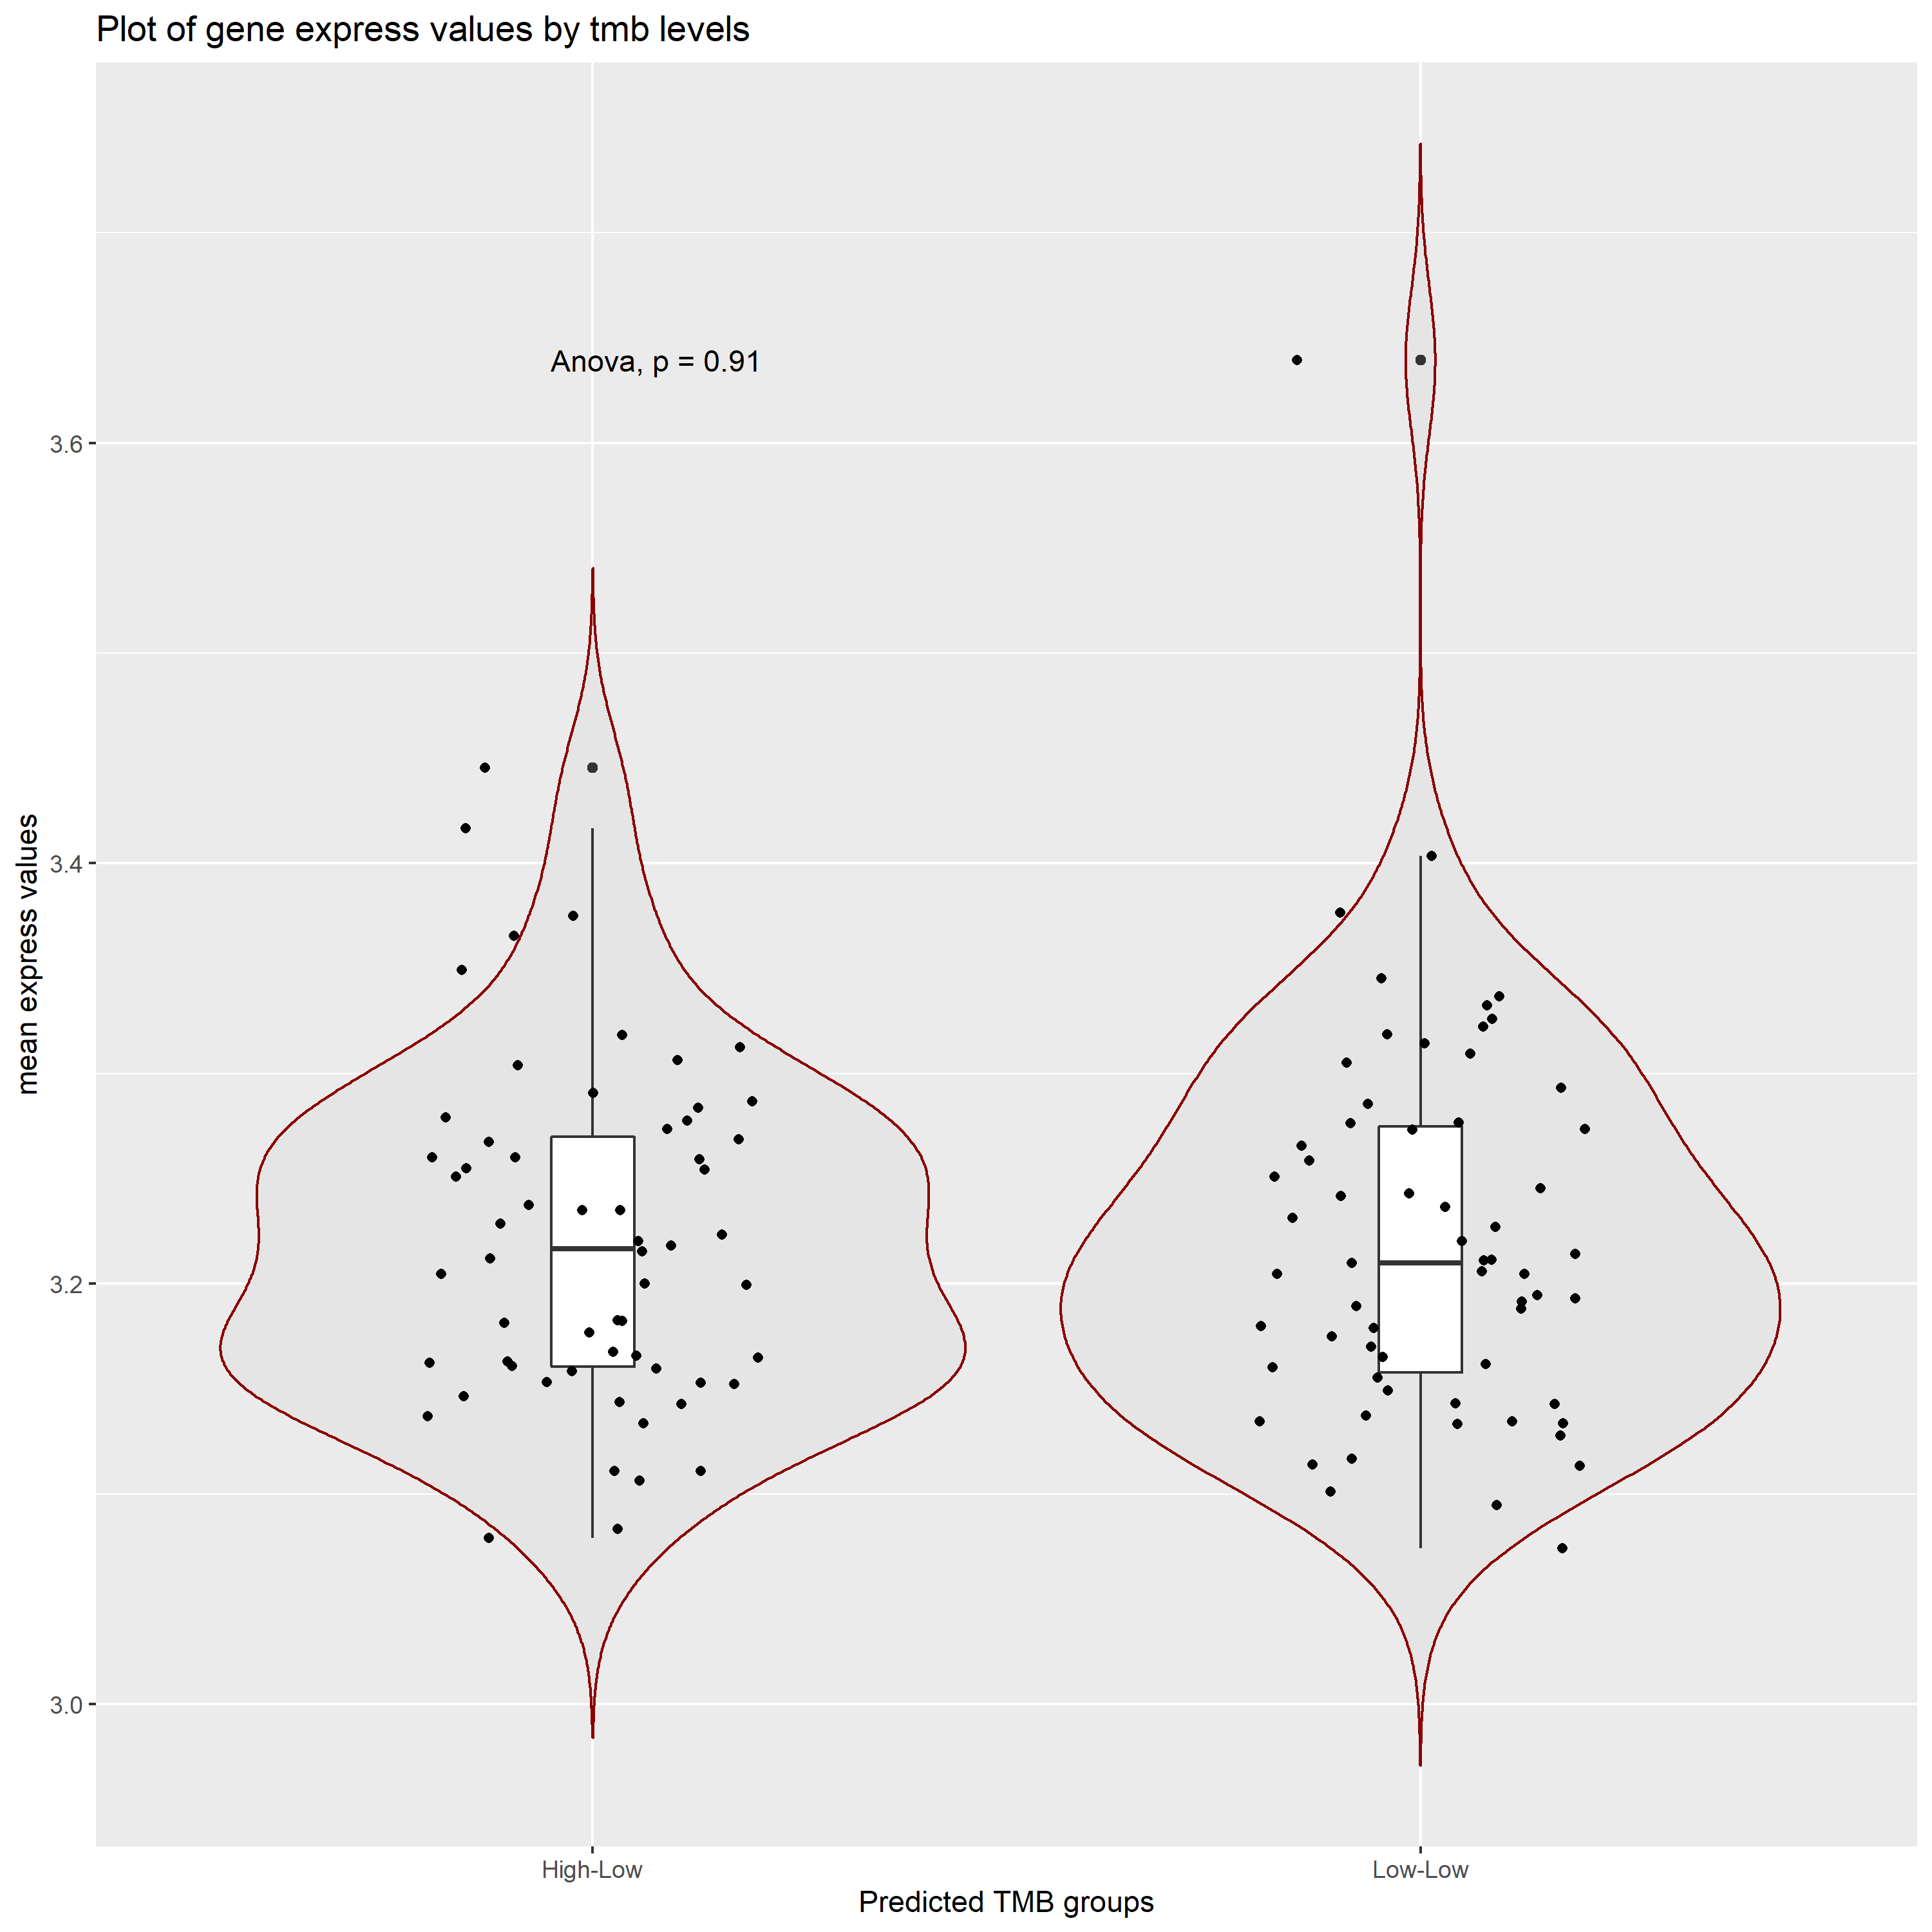 Plot of gene express values by tmb levels
Anova, p = 0.91
3.6
3.4
3.2
3.0
mean express values
High-Low
Low-Low
Predicted TMB groups